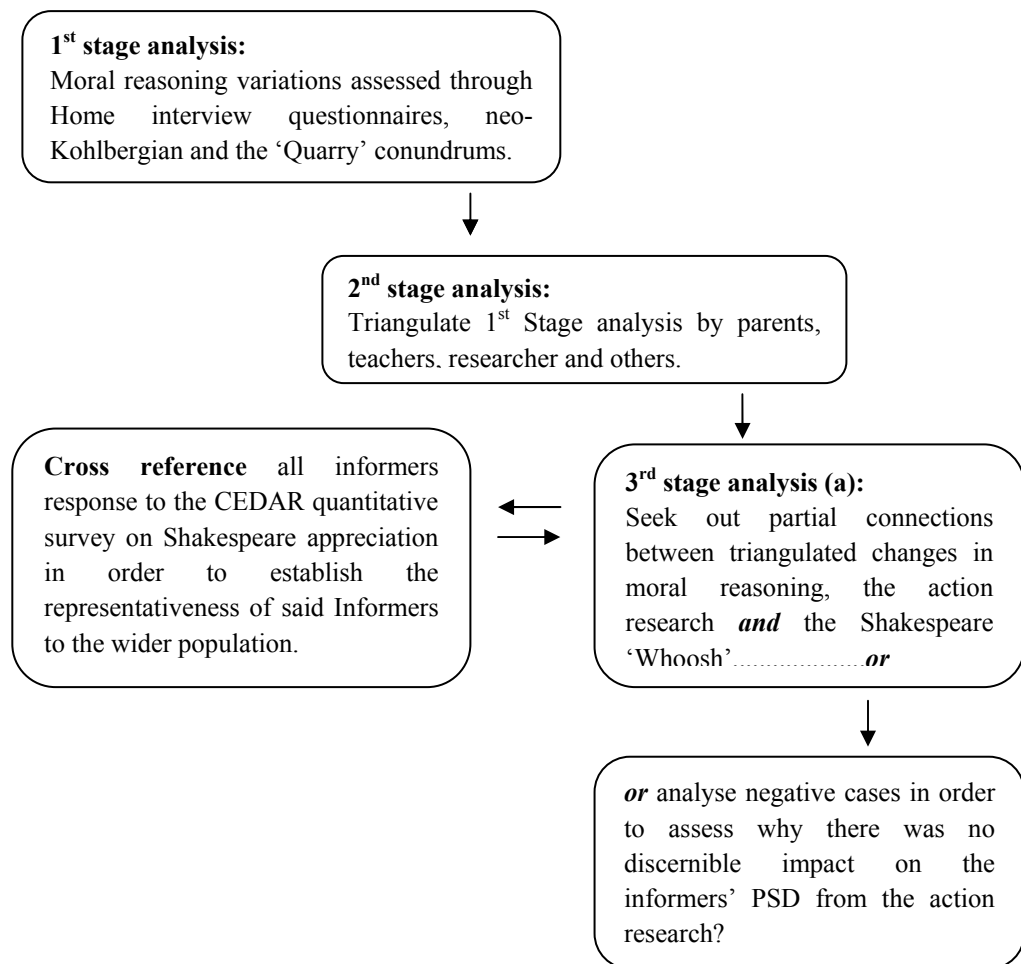 1st stage analysis:
Moral reasoning variations assessed through
Home interview questionnaires, neo-
Kohlbergian and the ‘Quarry’ conundrums.
2nd stage analysis:
Triangulate 1st Stage analysis by parents,
teachers, researcher and others.
Cross reference all informers
response to the CEDAR quantitative
survey on Shakespeare appreciation
in order to establish the
representativeness of said Informers
to the wider population.
3rd stage analysis (a):
Seek out partial connections
between triangulated changes in
moral reasoning, the action
research and the Shakespeare
‘Whoosh’.....................or
or analyse negative cases in order
to assess why there was no
discernible impact on the
informers’ PSD from the action
research?